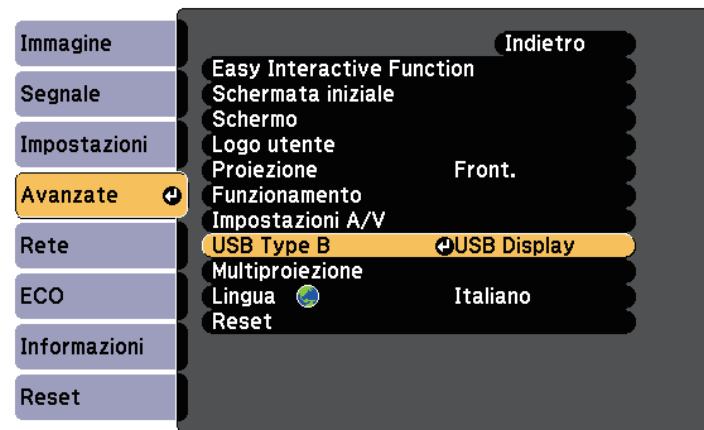 Immagine
Segnale
Impostazioni
Avanzate
Rete
ECO
Informazioni
Reset
Indietro
Easy Interactive Function
Schermata iniziale
Schermo
Logo utente
Proiezione Front.
Funzionamento
Impostazioni A/V
USB Type B USB Display
Multiproiezione
Lingua Italiano
Reset